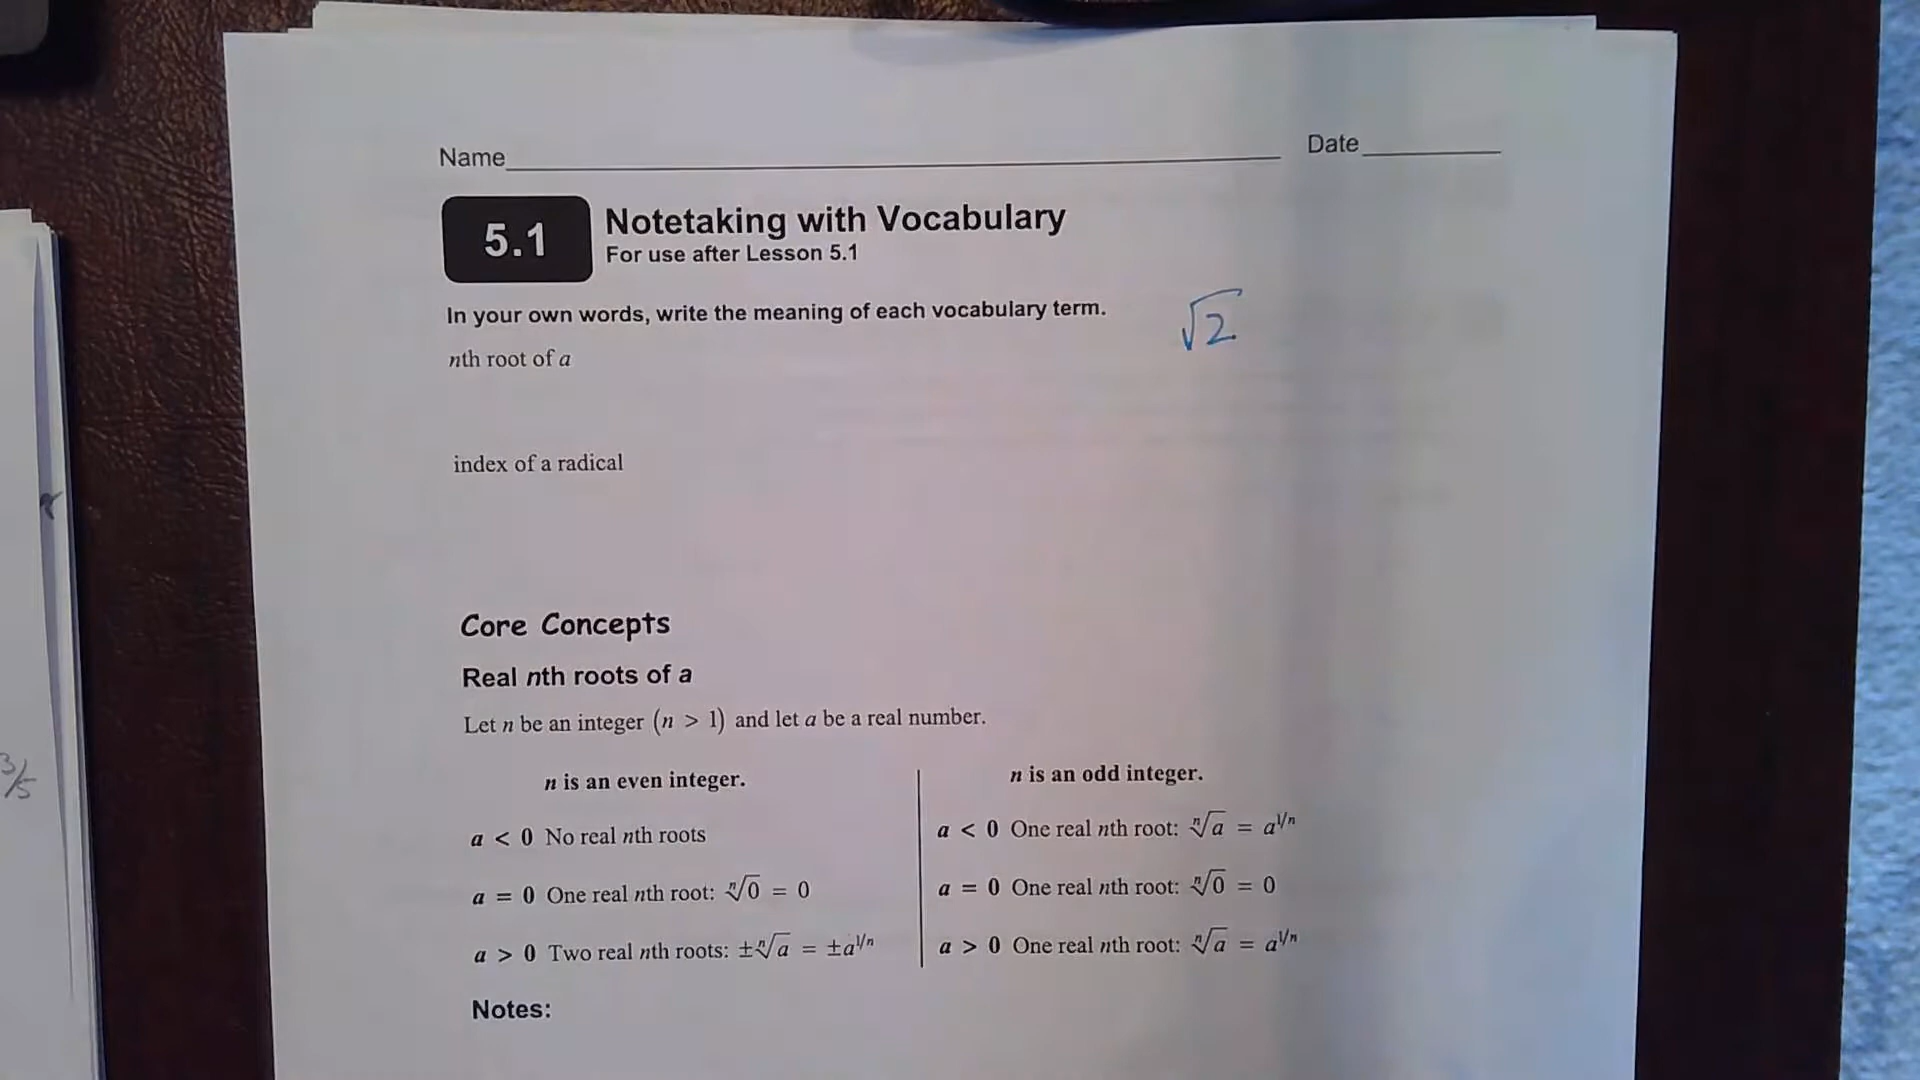 Name Date
5.1 Notetaking with Vocabulary
For use after Lesson 5.1
In your own words, write the meaning of each vocabulary term.
√2
nth root of a
index of a radical
Core Concepts
Real nth roots of a
Let n be an integer (n > 1) and let a be a real number.
n is an even integer.
a < 0 No real nth roots
a = 0 One real nth root: ⁿ√0 = 0
a > 0 Two real nth roots: ±ⁿ√a = ±a^1/n
n is an odd integer.
a < 0 One real nth root: ⁿ√a = a^1/n
a = 0 One real nth root: ⁿ√0 = 0
a > 0 One real nth root: ⁿ√a = a^1/n
Notes:
3/5